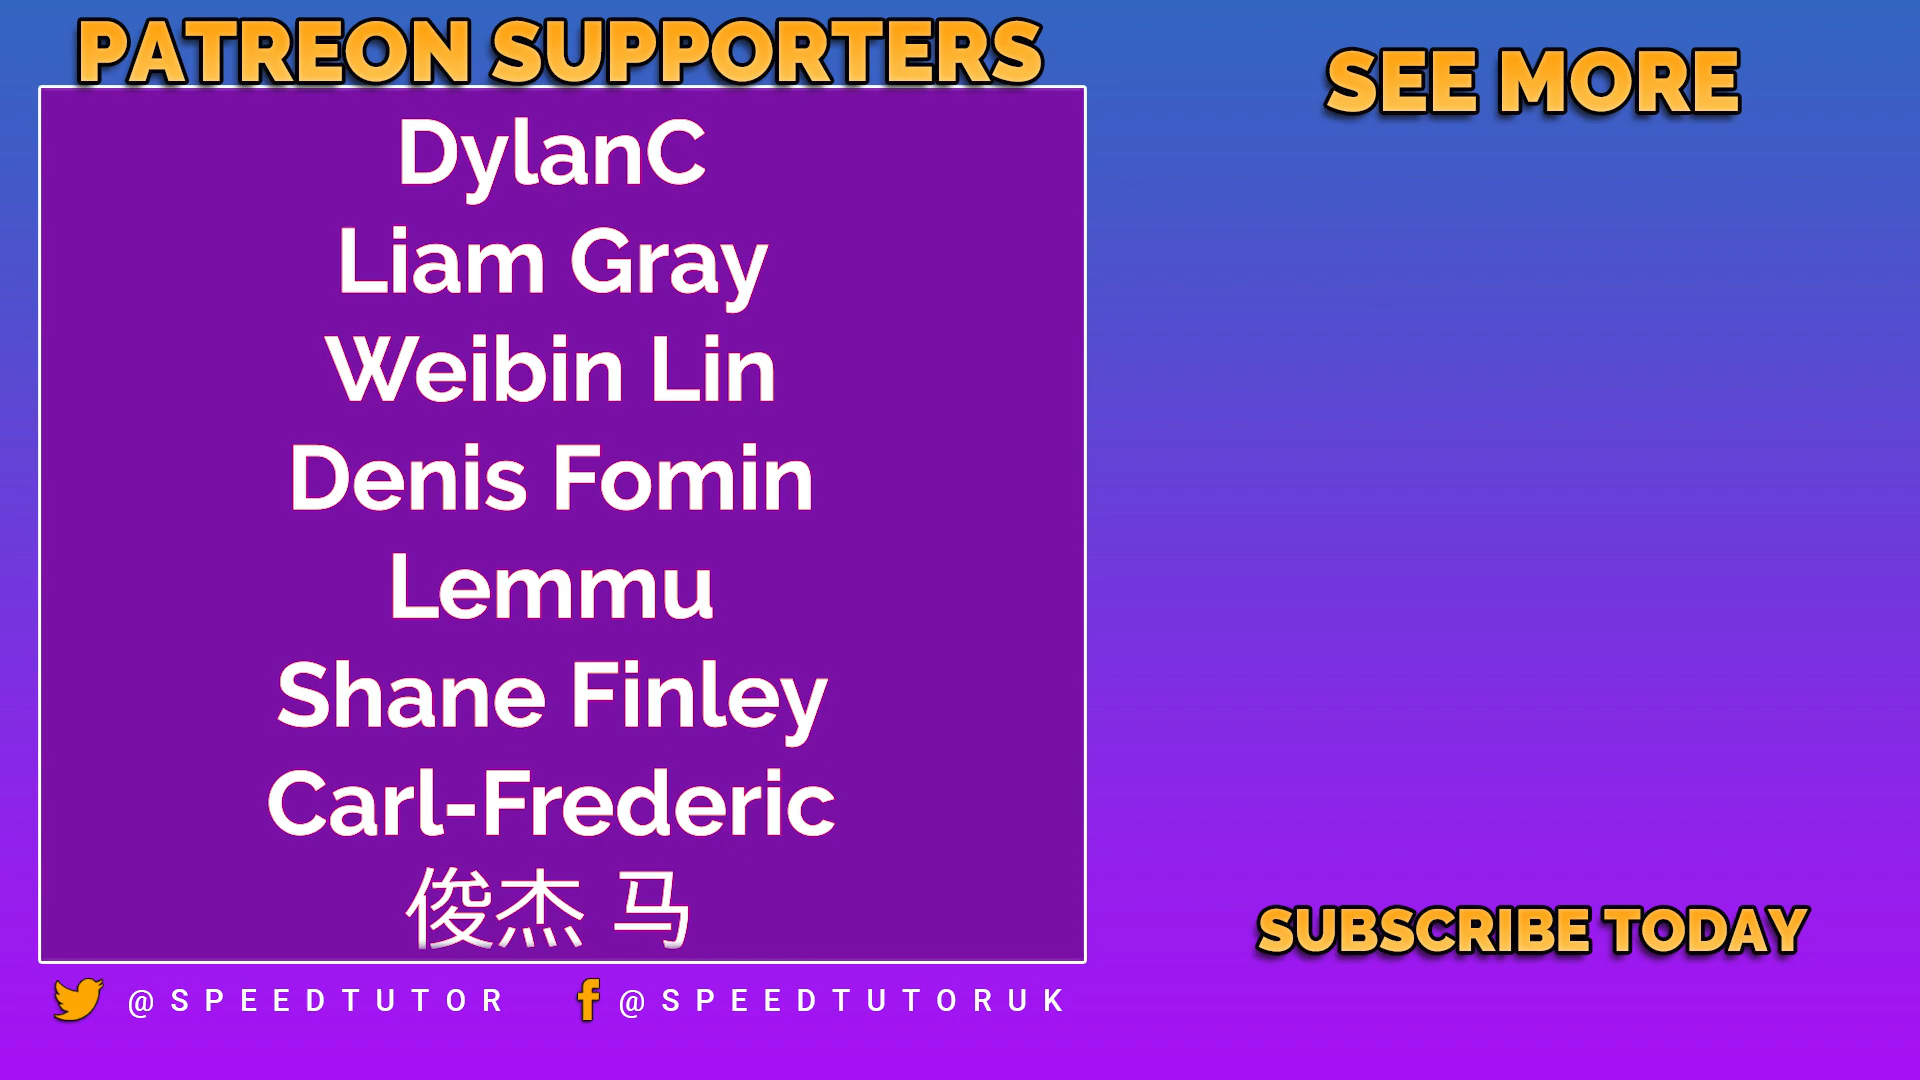 PATREON SUPPORTERS
SEE MORE
DylanC
Liam Gray
Weibin Lin
Denis Fomin
Lemmu
Shane Finley
Carl-Frederic
俊杰 马
SUBSCRIBE TODAY
@SPEEDTUTOR
@SPEEDTUTORUK